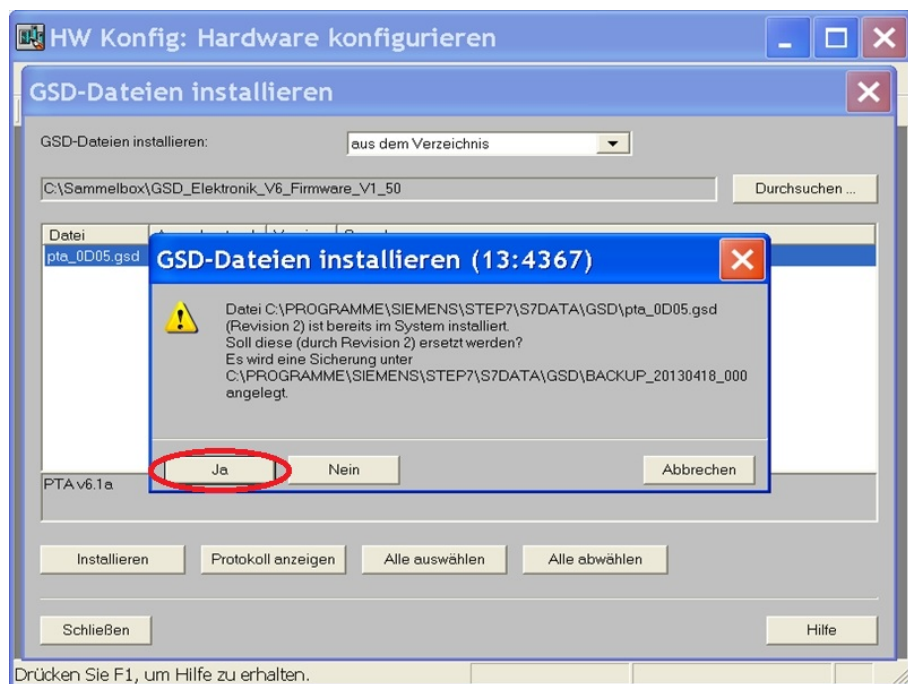 HW Konfig: Hardware konfigurieren
GSD-Dateien installieren
GSD-Dateien installieren:
aus dem Verzeichnis
C:\Sammelbox\GSD_Elektronik_V6_Firmware_V1_50
Durchsuchen ...
Datei
pta_0D05.gsd
GSD-Dateien installieren (13:4367)
Datei C:\PROGRAMME\SIEMENS\STEP7\S7DATA\GSD\pta_0D05.gsd
(Revision 2) ist bereits im System installiert.
Soll diese (durch Revision 2) ersetzt werden?
Es wird eine Sicherung unter
C:\PROGRAMME\SIEMENS\STEP7\S7DATA\GSD\BACKUP_20130418_000
angelegt.
Ja
Nein
Abbrechen
PTA v6.1a
Installieren
Protokoll anzeigen
Alle auswählen
Alle abwählen
Schließen
Hilfe
Drücken Sie F1, um Hilfe zu erhalten.